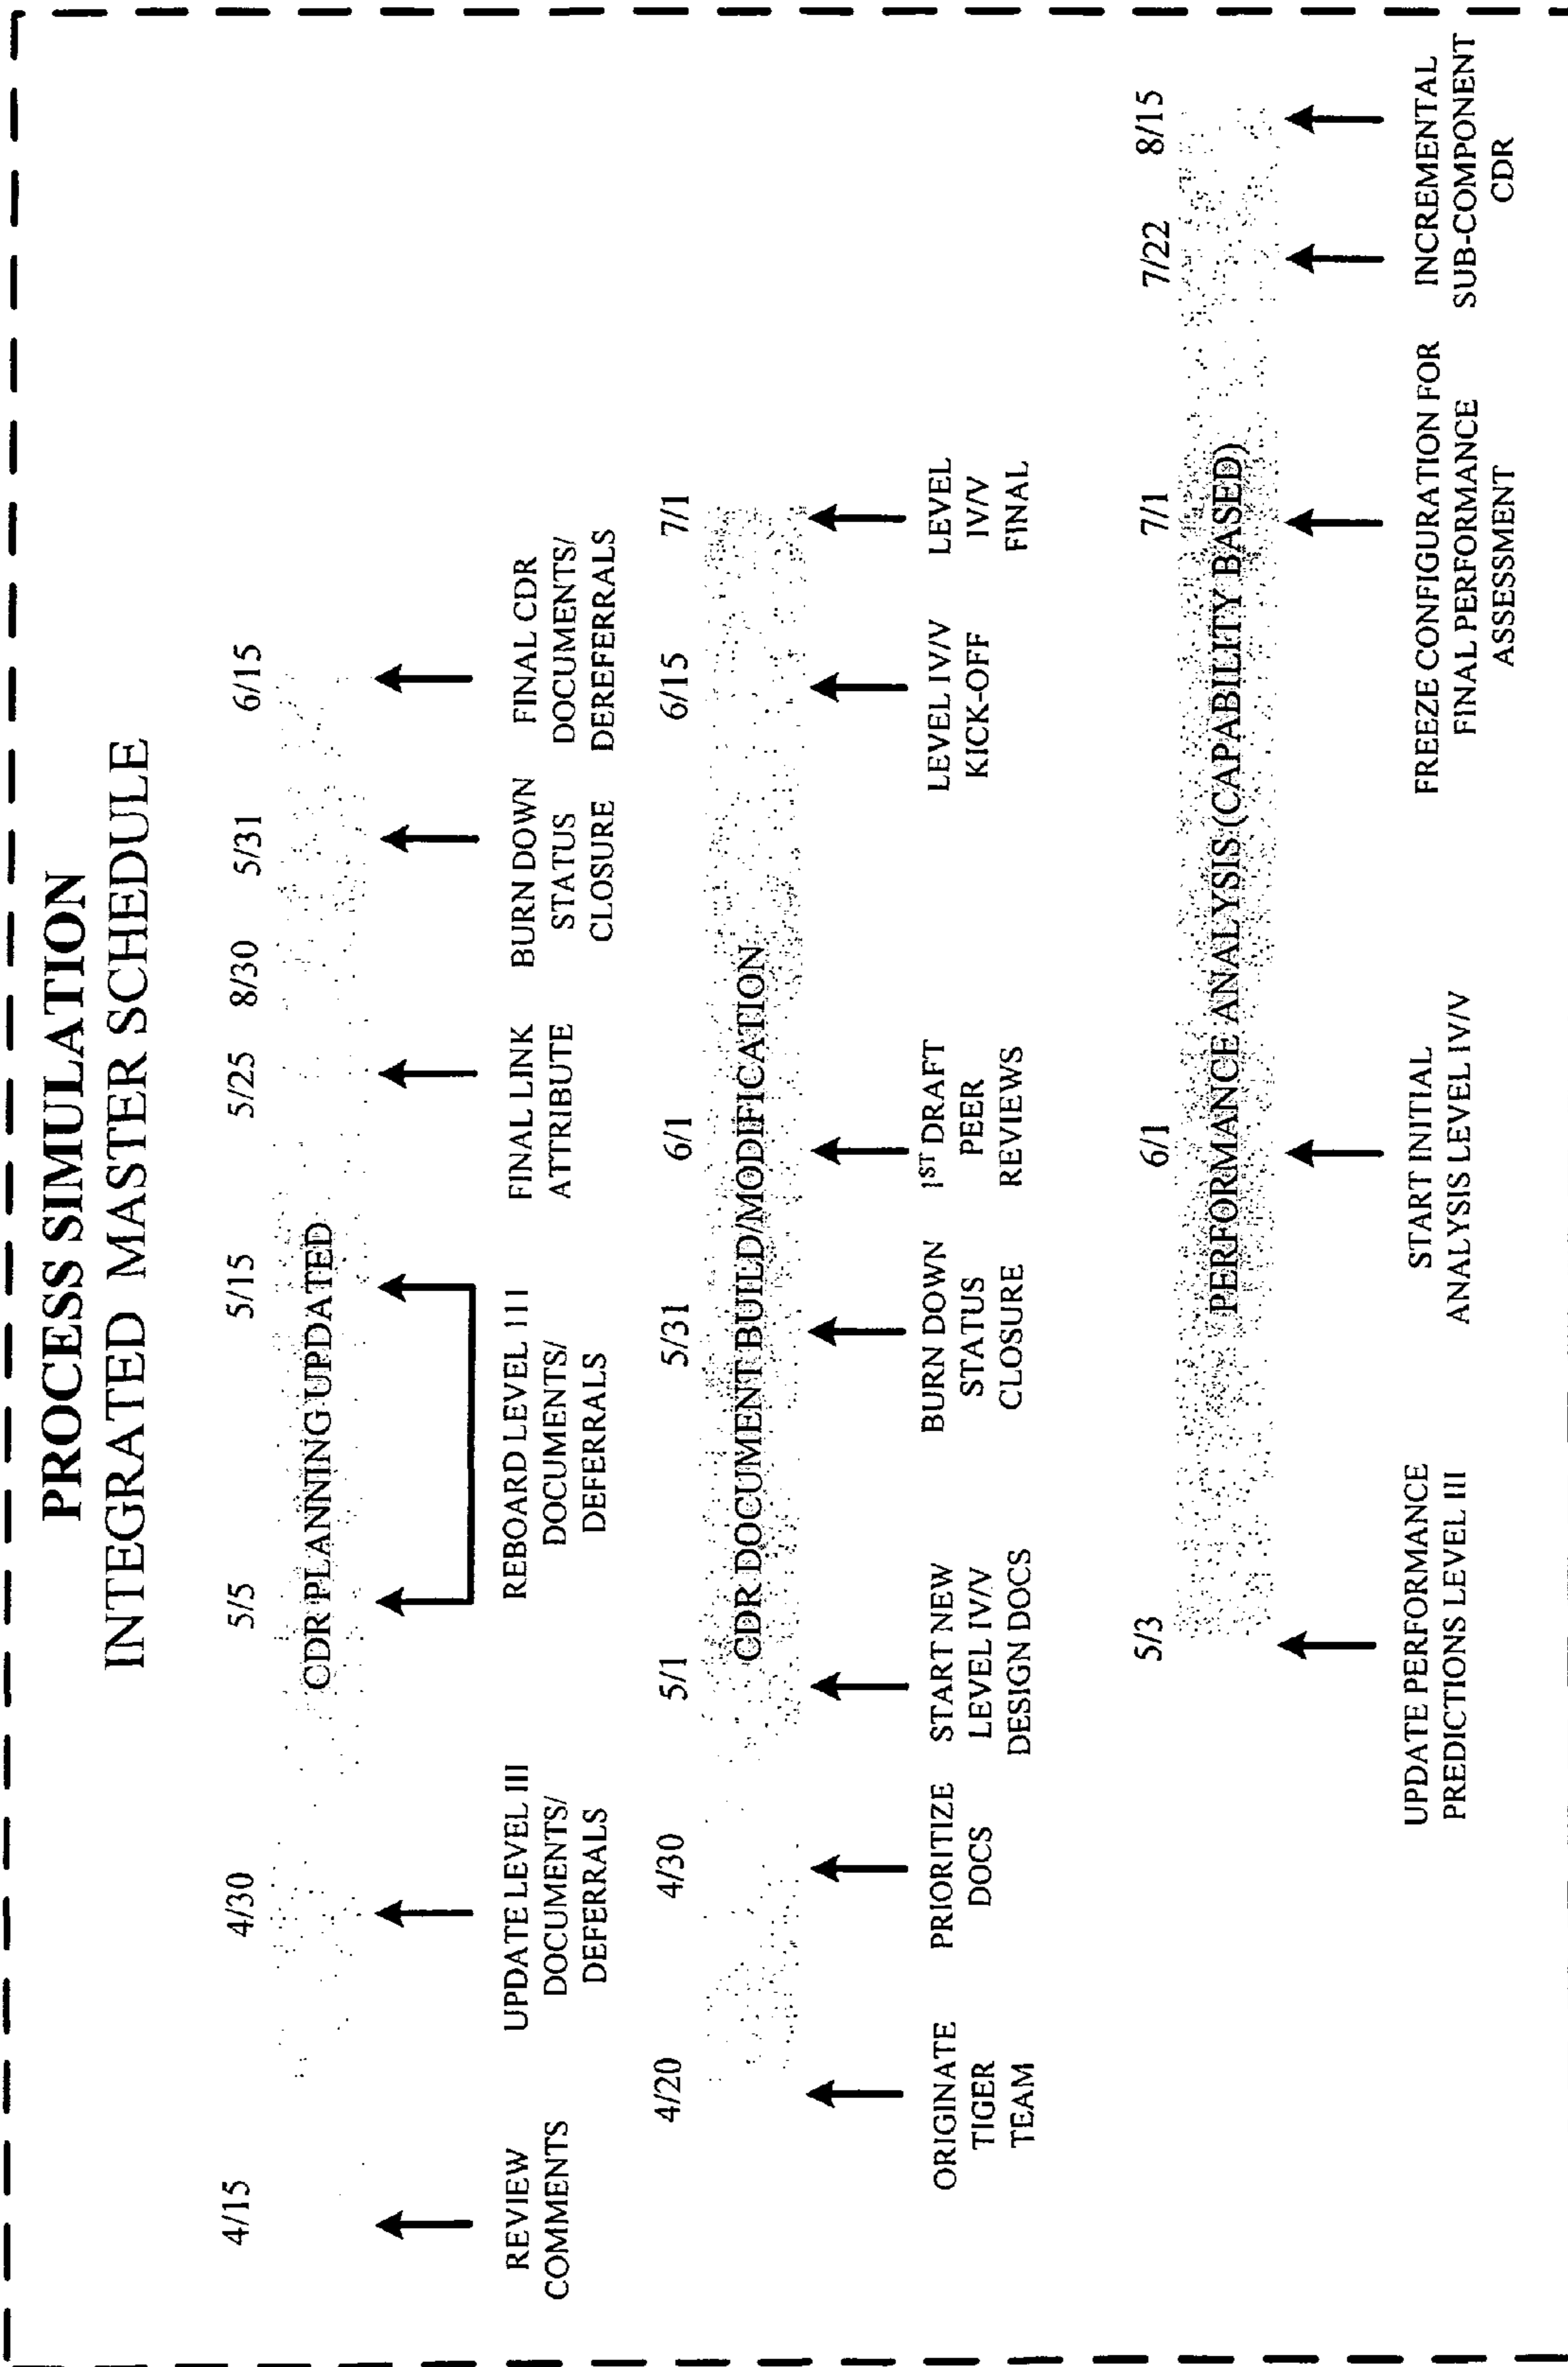 PROCESS SIMULATION
INTEGRATED MASTER SCHEDULE
4/15
4/30
5/5
5/15
5/25
8/30
5/31
6/15
CDR PLANNING UPDATED
REVIEW
COMMENTS
UPDATE LEVEL III
DOCUMENTS/
DEFERRALS
REBOARD LEVEL III
DOCUMENTS/
DEFERRALS
FINAL LINK
ATTRIBUTE
BURN DOWN
STATUS
CLOSURE
FINAL CDR
DOCUMENTS/
DEREFERRALS
4/20
4/30
5/1
5/31
6/1
6/15
7/1
CDR DOCUMENT BUILD/MODIFICATION
ORIGINATE
TIGER
TEAM
PRIORITIZE
DOCS
START NEW
LEVEL IV/V
DESIGN DOCS
BURN DOWN
STATUS
CLOSURE
1ST DRAFT
PEER
REVIEWS
LEVEL IV/V
KICK-OFF
LEVEL
IV/V
FINAL
5/3
6/1
7/1
7/22
8/15
PERFORMANCE ANALYSIS (CAPABILITY BASED)
UPDATE PERFORMANCE
PREDICTIONS LEVEL III
START INITIAL
ANALYSIS LEVEL IV/V
FREEZE CONFIGURATION FOR
FINAL PERFORMANCE
ASSESSMENT
INCREMENTAL
SUB-COMPONENT
CDR